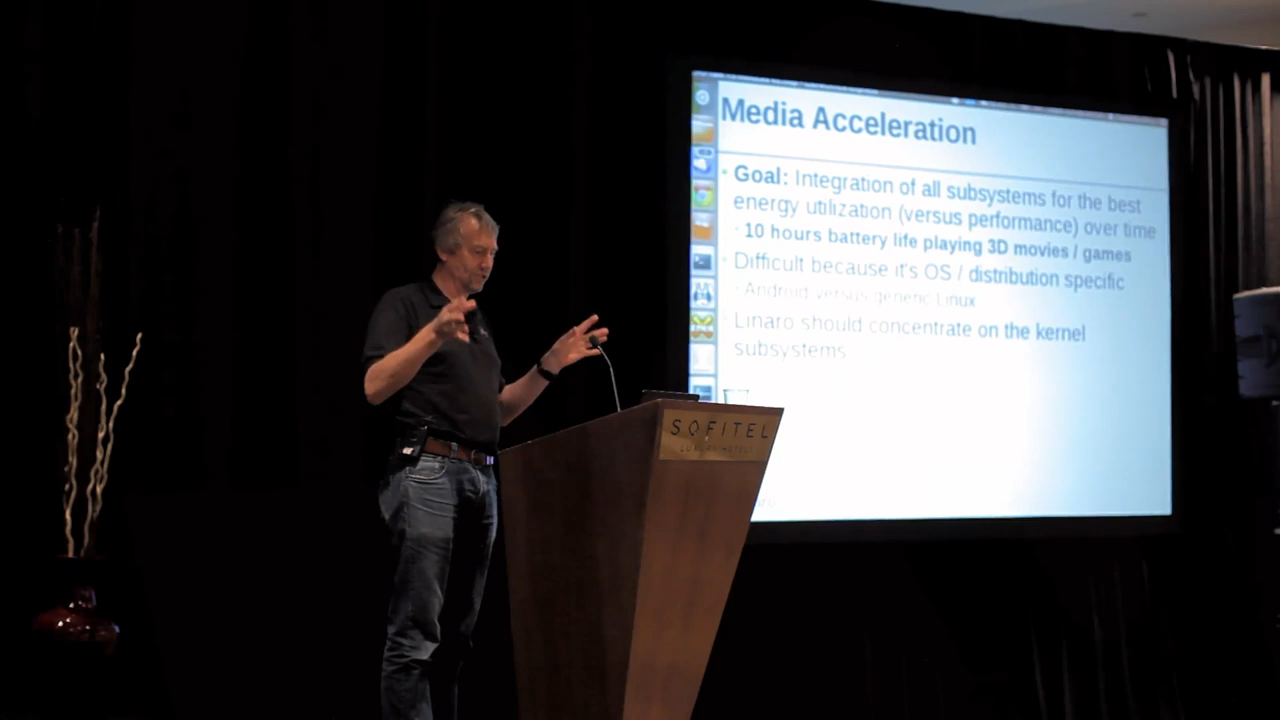 Media Acceleration
Goal: Integration of all subsystems for the best
energy utilization (versus performance) over time
10 hours battery life playing 3D movies / games
Difficult because it's OS / distribution specific
Android versus generic Linux
Linaro should concentrate on the kernel
subsystems
SOFITEL
LUXURY HOTELS